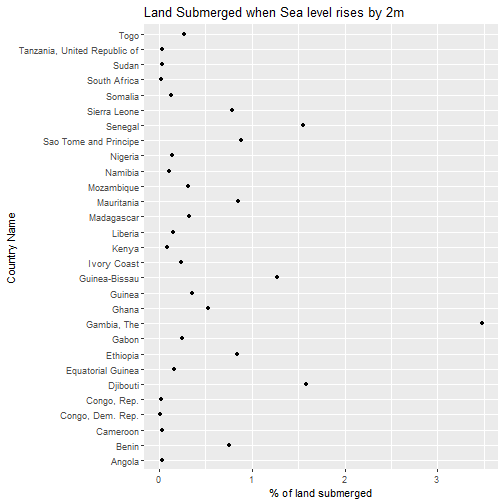 Land Submerged when Sea level rises by 2m
Country Name
Togo
Tanzania, United Republic of
Sudan
South Africa
Somalia
Sierra Leone
Senegal
Sao Tome and Principe
Nigeria
Namibia
Mozambique
Mauritania
Madagascar
Liberia
Kenya
Ivory Coast
Guinea-Bissau
Guinea
Ghana
Gambia, The
Gabon
Ethiopia
Equatorial Guinea
Djibouti
Congo, Rep.
Congo, Dem. Rep.
Cameroon
Benin
Angola
0 1 2 3
% of land submerged